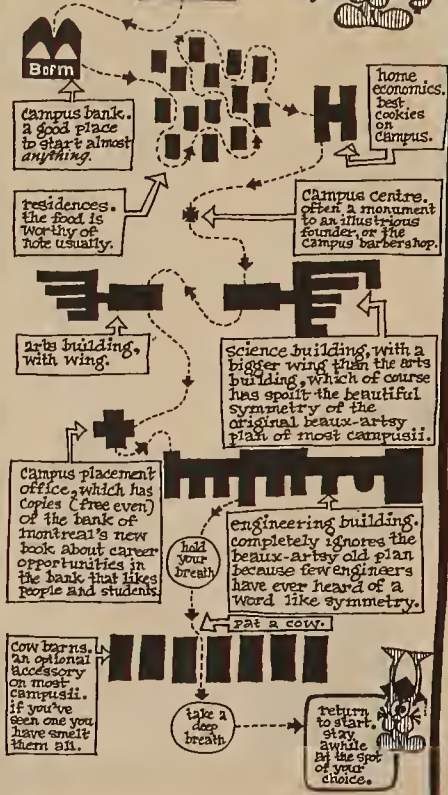 BofM
campus bank.
a good place
to start almost
anything.
home
economics.
best
cookies
on
campus.
residences.
the food is
worthy of
note usually.
campus centre.
often a monument
to an illustrious
founder, or the
campus barbershop.
arts building,
with wing.
science building, with a
bigger wing than the arts
building, which of course
has spoilt the beautiful
symmetry of the
original beaux-artsy
plan of most campusii.
campus placement
office, which has
copies (free even)
of the bank of
montreal's new
book about career
opportunities in
the bank that likes
people and students.
engineering building.
completely ignores the
beaux-artsy old plan
because few engineers
have ever heard of a
word like symmetry.
hold
your
breath
pat a cow.
cow barns.
an optional
accessory
on most
campusii.
if you've
seen one you
have smelt
them all.
take a
deep
breath
return
to start.
stay
awhile
at the spot
of your
choice.